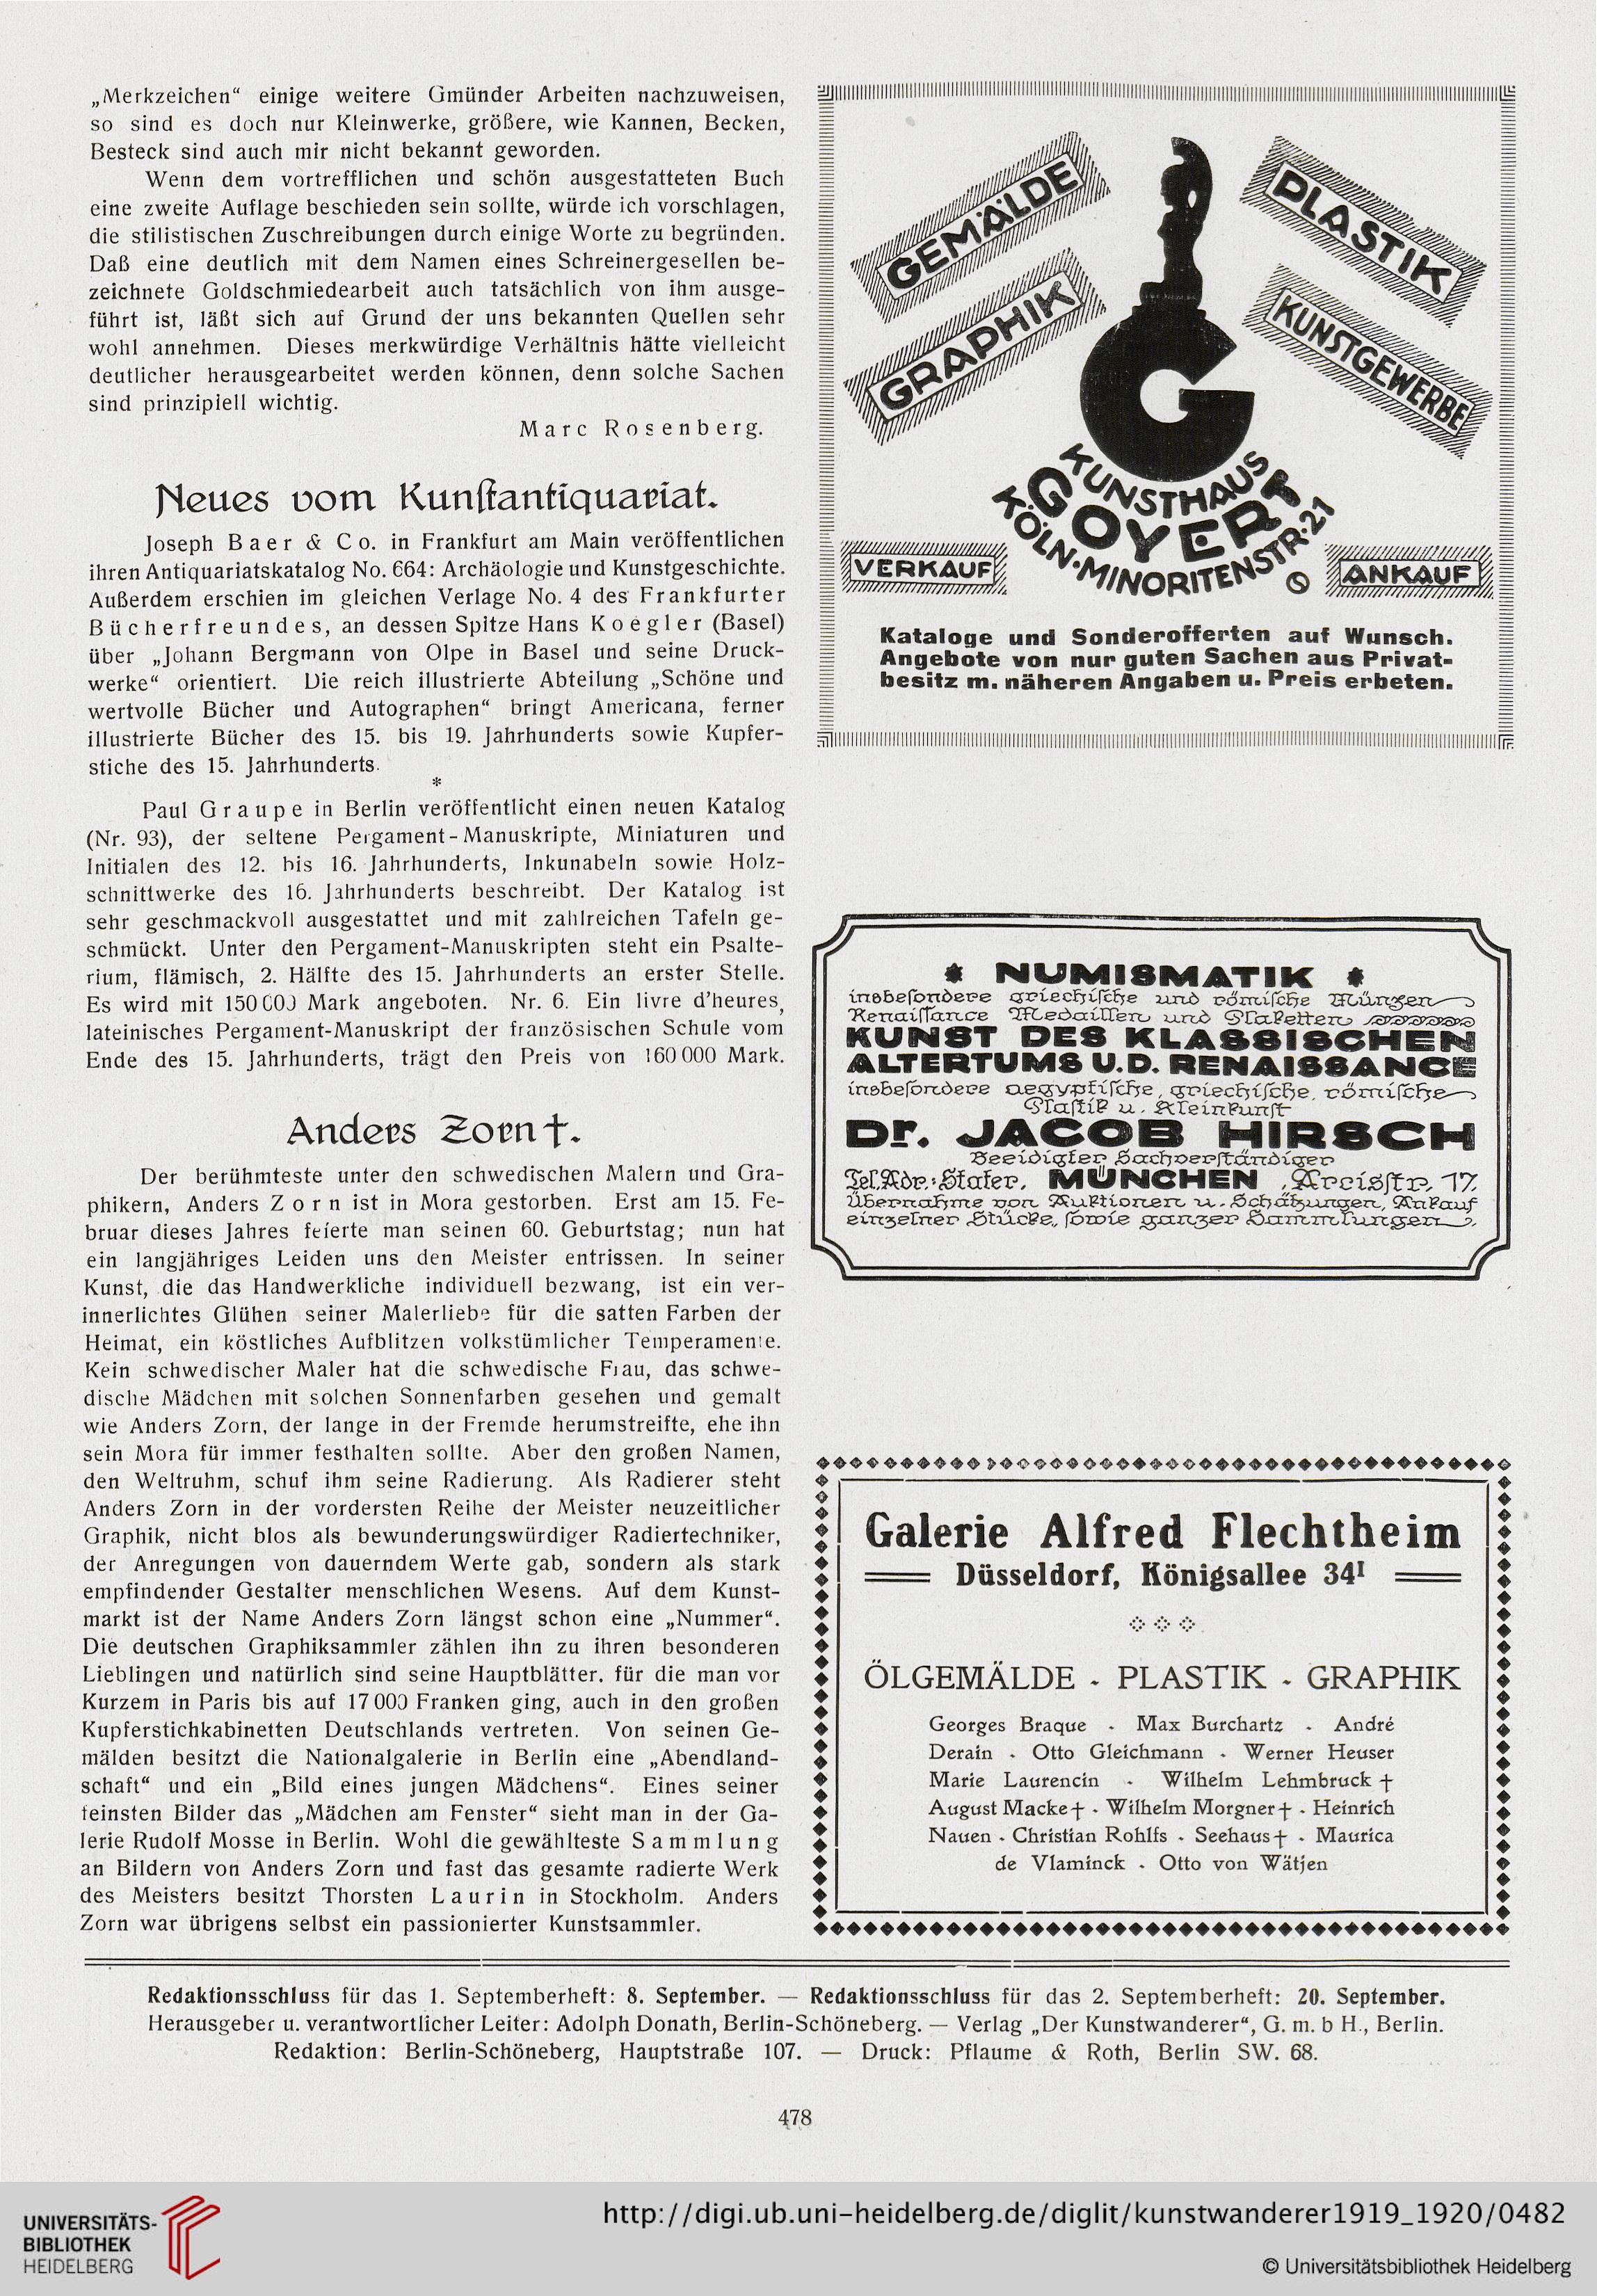 „Merkzeichen“ einige weitere Gmünder Arbeiten nachzuweisen,
so sind es doch nur Kleinwerke, größere, wie Kannen, Becken,
Besteck sind auch mir nicht bekannt geworden.
Wenn dem vortrefflichen und schön ausgestatteten Buch
eine zweite Auflage beschieden sein sollte, würde ich vorschlagen,
die stilistischen Zuschreibungen durch einige Worte zu begründen.
Daß eine deutlich mit dem Namen eines Schreinergesellen be-
zeichnete Goldschmiedearbeit auch tatsächlich von ihm ausge-
führt ist, läßt sich auf Grund der uns bekannten Quellen sehr
wohl annehmen. Dieses merkwürdige Verhältnis hätte vielleicht
deutlicher herausgearbeitet werden können, denn solche Sachen
sind prinzipiell wichtig.
Marc Rosenberg.
Neues vom Kunstantiquariat.
Joseph Baer & Co. in Frankfurt am Main veröffentlichen
ihren Antiquariatskatalog No. 664: Archäologie und Kunstgeschichte.
Außerdem erschien im gleichen Verlage No. 4 des Frankfurter
Bücherfreundes, an dessen Spitze Hans Koegler (Basel)
über „Johann Bergmann von Olpe in Basel und seine Druck-
werke“ orientiert. Die reich illustrierte Abteilung „Schöne und
wertvolle Bücher und Autographen“ bringt Americana, ferner
illustrierte Bücher des 15. bis 19. Jahrhunderts sowie Kupfer-
stiche des 15. Jahrhunderts.
*
Paul Graupe in Berlin veröffentlicht einen neuen Katalog
(Nr. 93), der seltene Pergament-Manuskripte, Miniaturen und
Initialen des 12. bis 16. Jahrhunderts, Inkunabeln sowie Holz-
schnittwerke des 16. Jahrhunderts beschreibt. Der Katalog ist
sehr geschmackvoll ausgestattet und mit zahlreichen Tafeln ge-
schmückt. Unter den Pergament-Manuskripten steht ein Psalte-
rium, flämisch, 2. Hälfte des 15. Jahrhunderts an erster Stelle.
Es wird mit 150000 Mark angeboten. Nr. 6. Ein livre d'heures,
lateinisches Pergament-Manuskript der französischen Schule vom
Ende des 15. Jahrhunderts, trägt den Preis von 160000 Mark.
Anders Zorn †.
Der berühmteste unter den schwedischen Malern und Gra-
phikern, Anders Zorn ist in Mora gestorben. Erst am 15. Fe-
bruar dieses Jahres feierte man seinen 60. Geburtstag; nun hat
ein langjähriges Leiden uns den Meister entrissen. In seiner
Kunst, die das Handwerkliche individuell bezwang, ist ein ver-
innerlichtes Glühen seiner Malerliebe für die satten Farben der
Heimat, ein köstliches Aufblitzen volkstümlicher Temperamente.
Kein schwedischer Maler hat die schwedische Frau, das schwe-
dische Mädchen mit solchen Sonnenfarben gesehen und gemalt
wie Anders Zorn, der lange in der Fremde herumstreifte, ehe ihn
sein Mora für immer festhalten sollte. Aber den großen Namen,
den Weltruhm, schuf ihm seine Radierung. Als Radierer steht
Anders Zorn in der vordersten Reihe der Meister neuzeitlicher
Graphik, nicht blos als bewunderungswürdiger Radiertechniker,
der Anregungen von dauerndem Werte gab, sondern als stark
empfindender Gestalter menschlichen Wesens. Auf dem Kunst-
markt ist der Name Anders Zorn längst schon eine „Nummer“.
Die deutschen Graphiksammler zählen ihn zu ihren besonderen
Lieblingen und natürlich sind seine Hauptblätter, für die man vor
Kurzem in Paris bis auf 17000 Franken ging, auch in den großen
Kupferstichkabinetten Deutschlands vertreten. Von seinen Ge-
mälden besitzt die Nationalgalerie in Berlin eine „Abendland-
schaft“ und ein „Bild eines jungen Mädchens“. Eines seiner
feinsten Bilder das „Mädchen am Fenster“ sieht man in der Ga-
lerie Rudolf Mosse in Berlin. Wohl die gewählteste Sammlung
an Bildern von Anders Zorn und fast das gesamte radierte Werk
des Meisters besitzt Thorsten Laurin in Stockholm. Anders
Zorn war übrigens selbst ein passionierter Kunstsammler.
GEMÄLDE
PLASTIK
GRAPHIK
KUNSTGEWERBE
G
KUNSTHAUS
GOYERT
KÖLN·MINORITENSTR·21
VERKAUF
ANKAUF
Kataloge und Sonderofferten auf Wunsch.
Angebote von nur guten Sachen aus Privat-
besitz m. näheren Angaben u. Preis erbeten.
NUMISMATIK
insbesondere griechische und römische Münzen
Renaissance Medaillen und Plaketten
KUNST DES KLASSISCHEN
ALTERTUMS U.D. RENAISSANCE
insbesondere aegyptische, griechische, römische
Plastik u. Kleinkunst
Dr. JACOB HIRSCH
Beeidigter Sachverständiger
Tel.Adr.: Stater. MÜNCHEN, Arcisstr. 17.
Übernahme von Auktionen u. Schätzungen, Ankauf
einzelner Stücke, sowie ganzer Sammlungen
Galerie Alfred Flechtheim
Düsseldorf, Königsallee 34I
ÖLGEMÄLDE - PLASTIK - GRAPHIK
Georges Braque - Max Burchartz - André
Derain - Otto Gleichmann - Werner Heuser
Marie Laurencin - Wilhelm Lehmbruck †
August Macke † - Wilhelm Morgner † - Heinrich
Nauen - Christian Rohlfs - Seehaus † - Maurica
de Vlaminck - Otto von Wätjen
Redaktionsschluss für das 1. Septemberheft: 8. September. — Redaktionsschluss für das 2. Septemberheft: 20. September.
Herausgeber u. verantwortlicher Leiter: Adolph Donath, Berlin-Schöneberg. — Verlag „Der Kunstwanderer“, G. m. b H., Berlin.
Redaktion: Berlin-Schöneberg, Hauptstraße 107. — Druck: Pflaume & Roth, Berlin SW. 68.
478
UNIVERSITÄTS-
BIBLIOTHEK
HEIDELBERG
http://digi.ub.uni-heidelberg.de/diglit/kunstwanderer1919_1920/0482
© Universitätsbibliothek Heidelberg